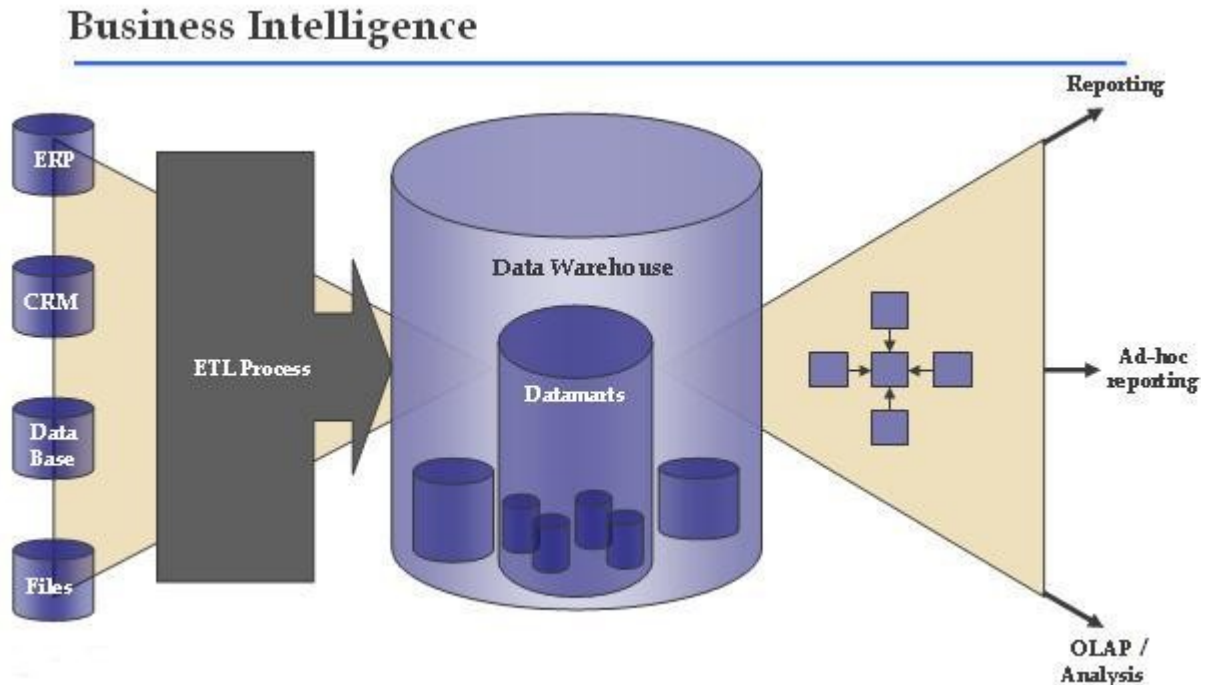 Business Intelligence
Reporting
ERP
Data Warehouse
CRM
ETL Process
Ad-hoc
reporting
Datamarts
Data
Base
Files
OLAP /
Analysis